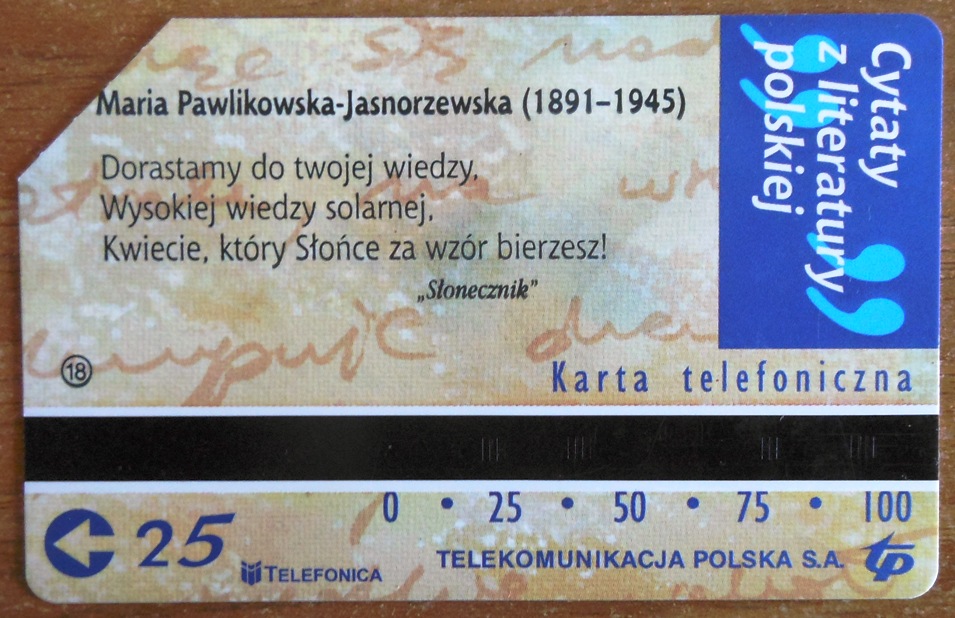 Maria Pawlikowska-Jasnorzewska (1891–1945)
Dorastamy do twojej wiedzy,
Wysokiej wiedzy solarnej,
Kwiecie, który Słońce za wzór bierzesz!
„Słonecznik”
Cytaty
z literatury
polskiej
18
Karta telefoniczna
0 • 25 • 50 • 75 • 100
25
TELEFONICA
TELEKOMUNIKACJA POLSKA S.A.
tp